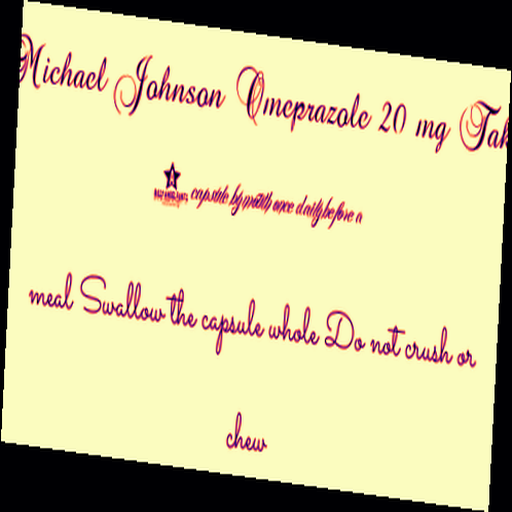 Michael Johnson Omeprazole 20 mg
capsule by mouth once daily before a
meal Swallow the capsule whole Do not crush or
chew